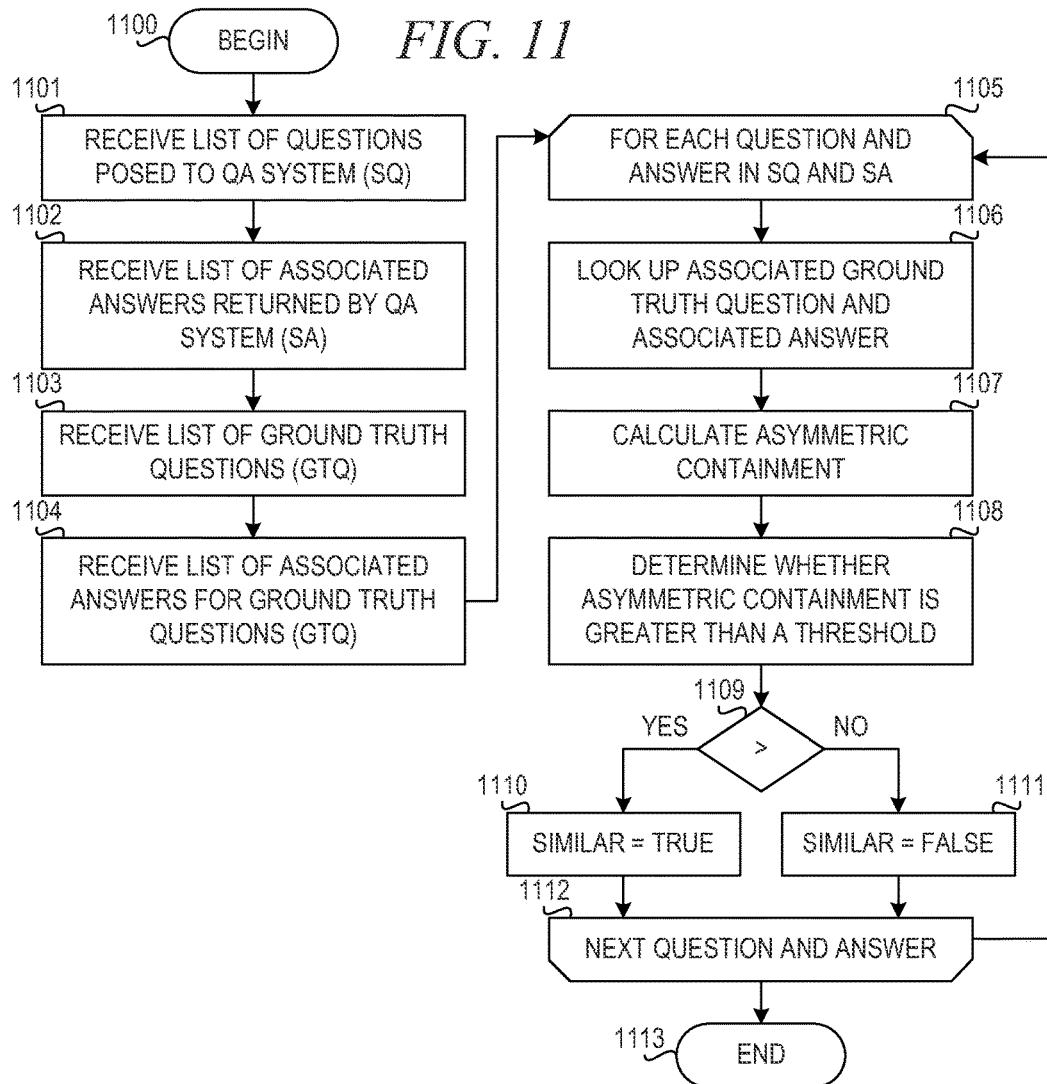 FIG. 11
1100
BEGIN
1101
RECEIVE LIST OF QUESTIONS
POSED TO QA SYSTEM (SQ)
1102
RECEIVE LIST OF ASSOCIATED
ANSWERS RETURNED BY QA
SYSTEM (SA)
1103
RECEIVE LIST OF GROUND TRUTH
QUESTIONS (GTQ)
1104
RECEIVE LIST OF ASSOCIATED
ANSWERS FOR GROUND TRUTH
QUESTIONS (GTQ)
1105
FOR EACH QUESTION AND
ANSWER IN SQ AND SA
1106
LOOK UP ASSOCIATED GROUND
TRUTH QUESTION AND
ASSOCIATED ANSWER
1107
CALCULATE ASYMMETRIC
CONTAINMENT
1108
DETERMINE WHETHER
ASYMMETRIC CONTAINMENT IS
GREATER THAN A THRESHOLD
1109
YES
>
NO
1110
SIMILAR = TRUE
1111
SIMILAR = FALSE
1112
NEXT QUESTION AND ANSWER
1113
END